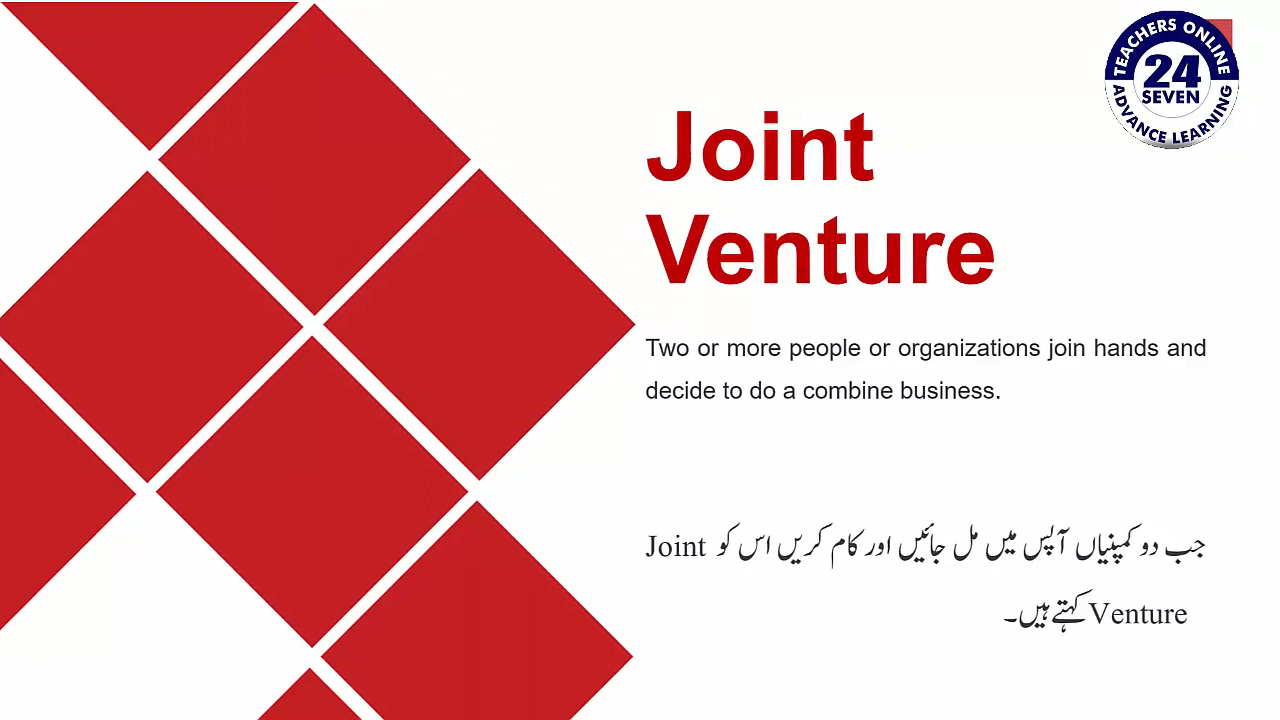 TEACHERS ONLINE
24
SEVEN
ADVANCE LEARNING
Joint
Venture
Two or more people or organizations join hands and
decide to do a combine business.
جب دو کمپنیاں آپس میں مل جائیں اور کام کریں اس کو Joint
Venture کہتے ہیں۔